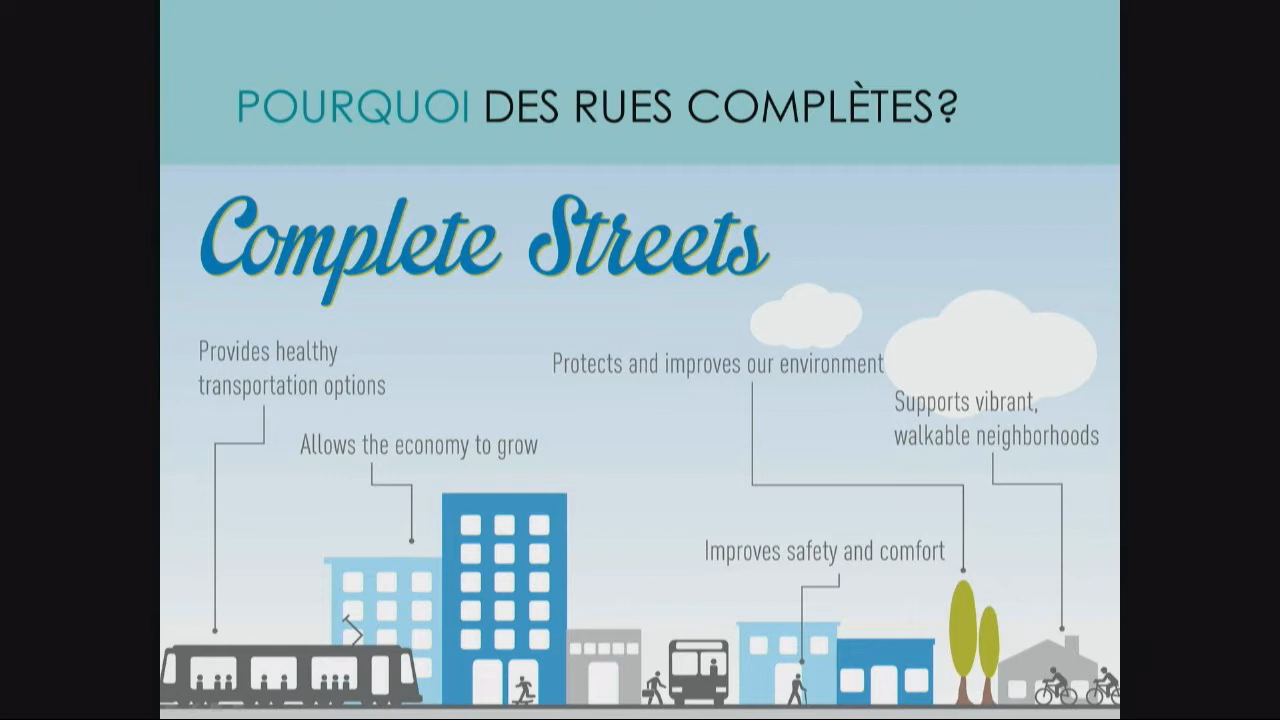 POURQUOI DES RUES COMPLÈTES?
Complete Streets
Provides healthy
transportation options
Allows the economy to grow
Protects and improves our environment
Supports vibrant,
walkable neighborhoods
Improves safety and comfort